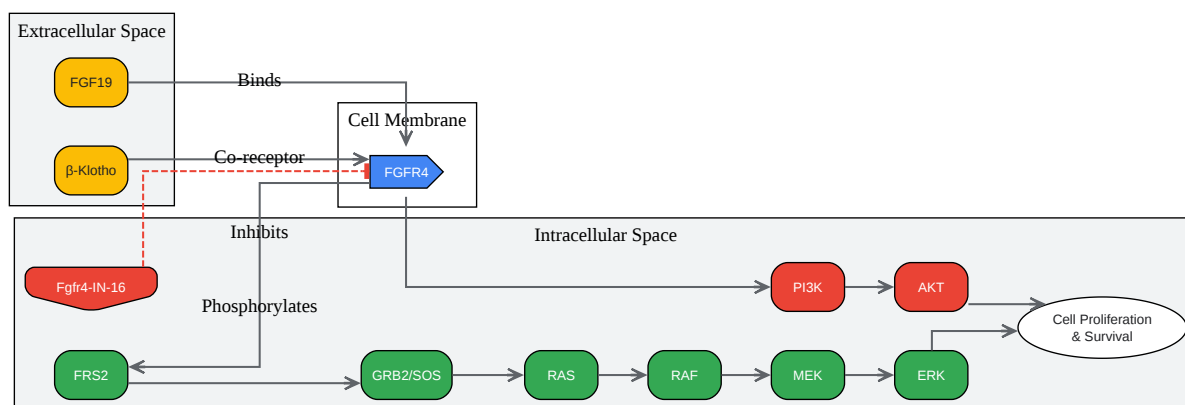 Extracellular Space
FGF19
Binds
Cell Membrane
β-Klotho
Co-receptor
FGFR4
Inhibits
Intracellular Space
Fgfr4-IN-16
Phosphorylates
PI3K
AKT
Cell Proliferation
& Survival
FRS2
GRB2/SOS
RAS
RAF
MEK
ERK